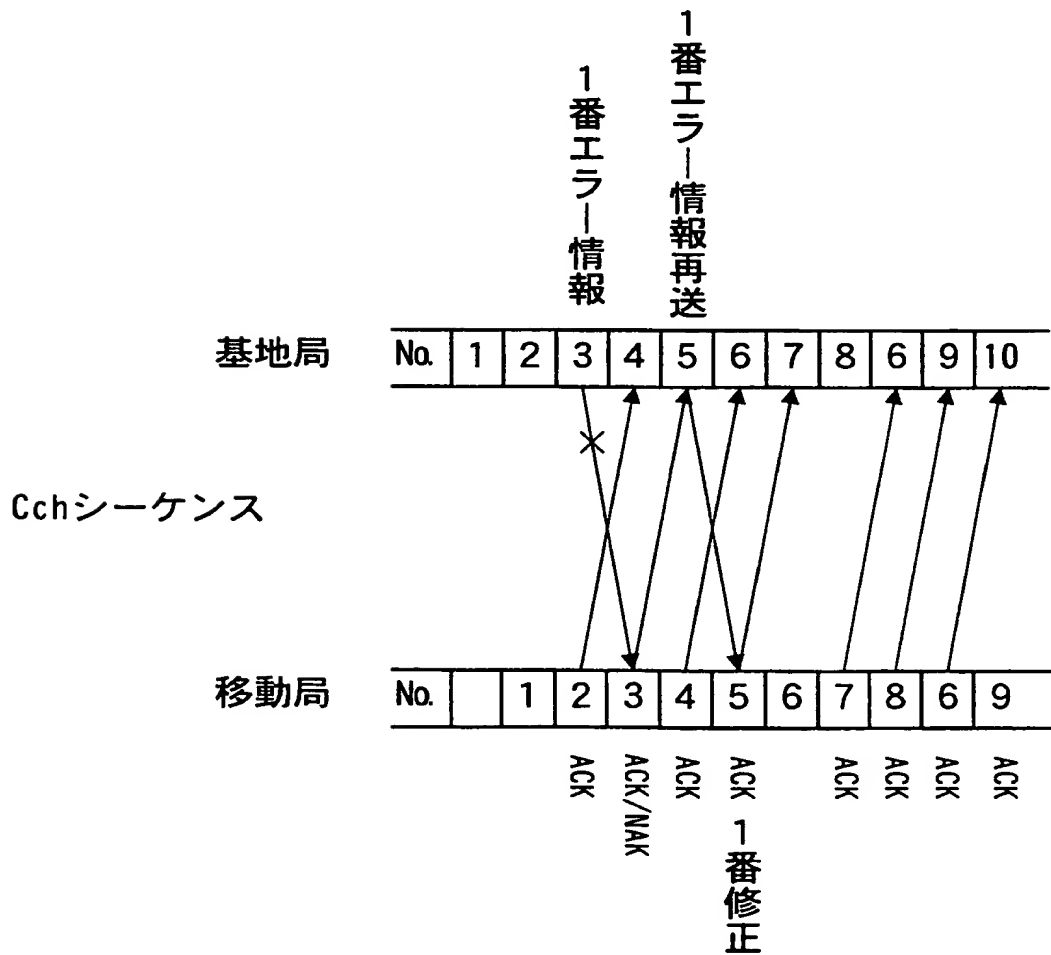 1番エラー情報
1番エラー情報再送
基地局 No. 1 2 3 4 5 6 7 8 6 9 10
Cchシーケンス
移動局 No. 1 2 3 4 5 6 7 8 6 9
ACK ACK/NAK ACK ACK ACK ACK ACK ACK
1番修正